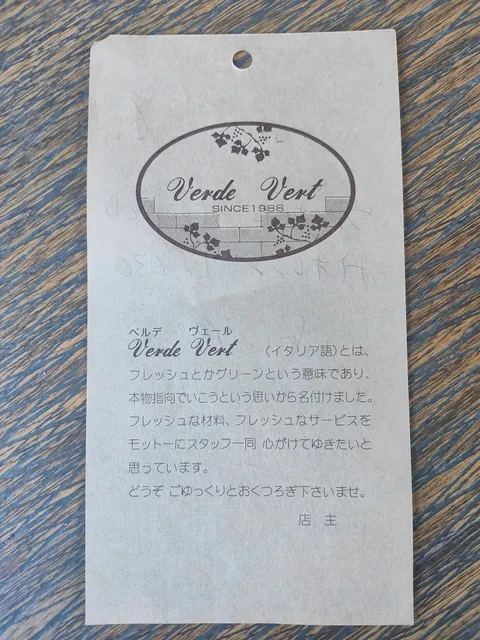 Verde Vert
SINCE1988
ベルデ ヴェール
Verde Vert (イタリア語)とは、
フレッシュとかグリーンという意味であり、
本物指向でいこうという思いから名付けました。
フレッシュな材料、フレッシュなサービスを
モットーにスタッフ一同 心がけてゆきたいと
思っています。
どうぞ ごゆっくりとおくつろぎ下さいませ。
店 主